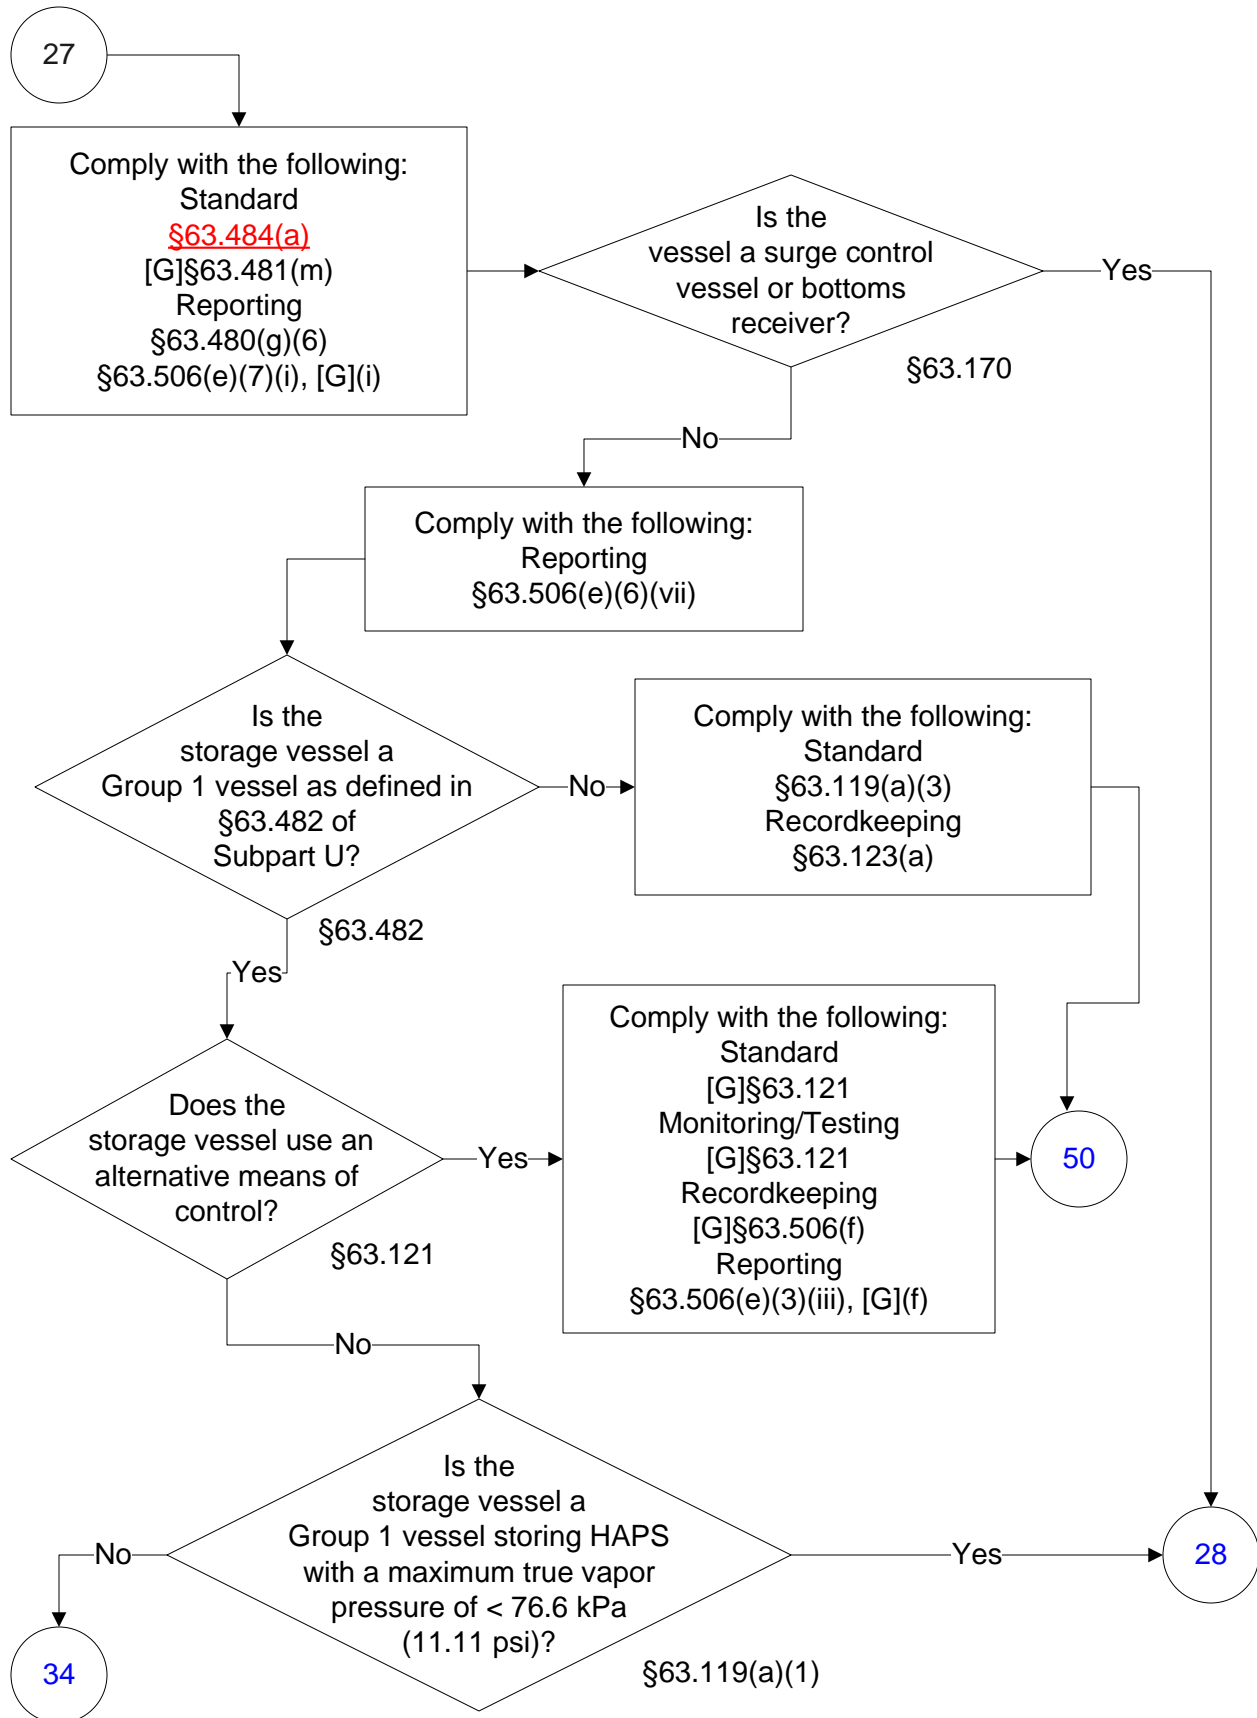 27
Comply with the following:
Standard
§63.484(a)
[G]§63.481(m)
Reporting
§63.480(g)(6)
§63.506(e)(7)(i), [G](i)
Is the
vessel a surge control
vessel or bottoms
receiver?
Yes
§63.170
No
Comply with the following:
Reporting
§63.506(e)(6)(vii)
Is the
storage vessel a
Group 1 vessel as defined in
§63.482 of
Subpart U?
No
Comply with the following:
Standard
§63.119(a)(3)
Recordkeeping
§63.123(a)
§63.482
Yes
Does the
storage vessel use an
alternative means of
control?
Yes
§63.121
Comply with the following:
Standard
[G]§63.121
Monitoring/Testing
[G]§63.121
Recordkeeping
[G]§63.506(f)
Reporting
§63.506(e)(3)(iii), [G](f)
50
No
Is the
storage vessel a
Group 1 vessel storing HAPS
with a maximum true vapor
pressure of < 76.6 kPa
(11.11 psi)?
No
Yes
28
34
§63.119(a)(1)